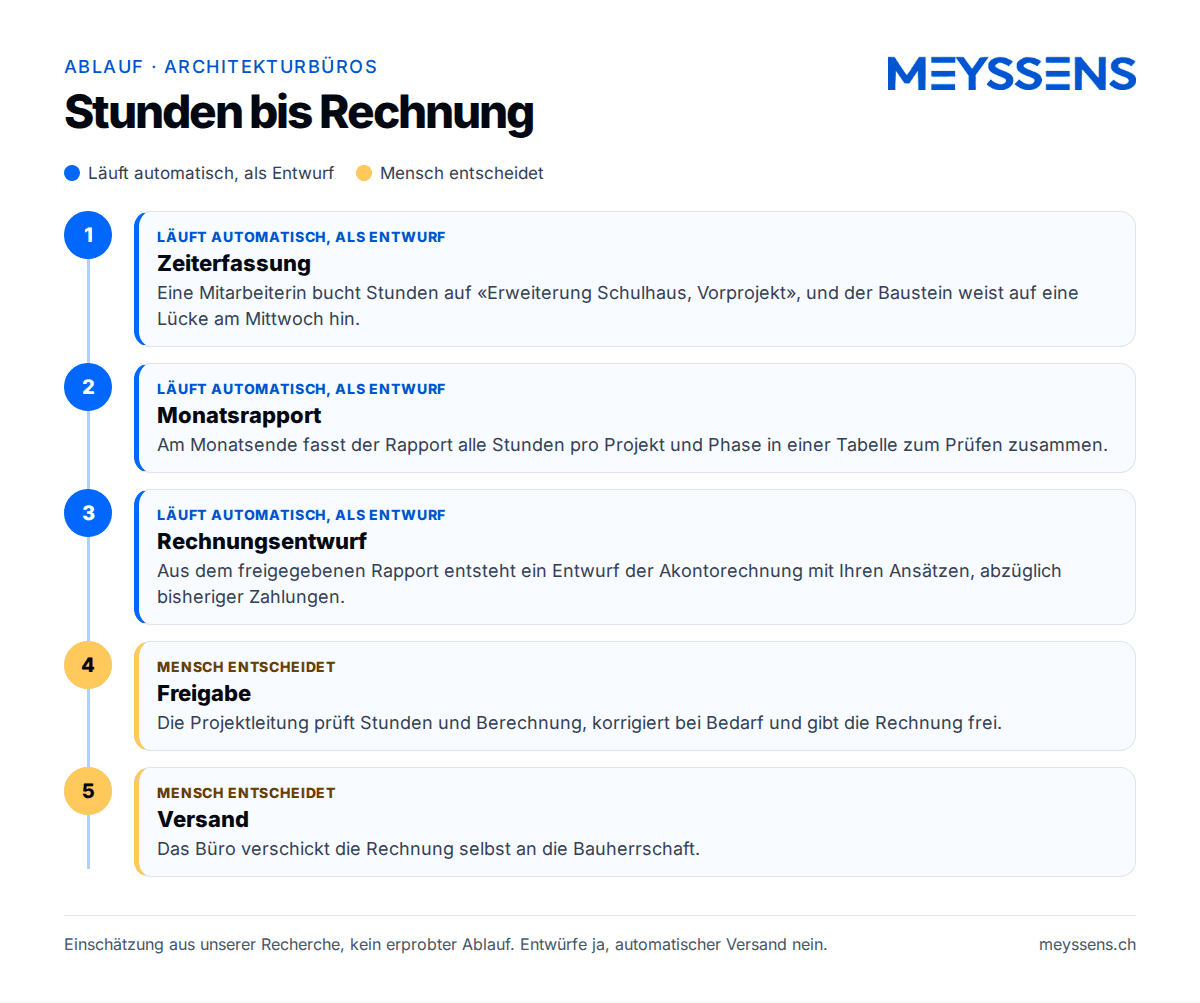 ABLAUF · ARCHITEKTURBÜROS
MEYSSENS
Stunden bis Rechnung
Läuft automatisch, als Entwurf
Mensch entscheidet
1
LÄUFT AUTOMATISCH, ALS ENTWURF
Zeiterfassung
Eine Mitarbeiterin bucht Stunden auf «Erweiterung Schulhaus, Vorprojekt», und der Baustein weist auf eine
Lücke am Mittwoch hin.
2
LÄUFT AUTOMATISCH, ALS ENTWURF
Monatsrapport
Am Monatsende fasst der Rapport alle Stunden pro Projekt und Phase in einer Tabelle zum Prüfen zusammen.
3
LÄUFT AUTOMATISCH, ALS ENTWURF
Rechnungsentwurf
Aus dem freigegebenen Rapport entsteht ein Entwurf der Akontorechnung mit Ihren Ansätzen, abzüglich
bisheriger Zahlungen.
4
MENSCH ENTSCHEIDET
Freigabe
Die Projektleitung prüft Stunden und Berechnung, korrigiert bei Bedarf und gibt die Rechnung frei.
5
MENSCH ENTSCHEIDET
Versand
Das Büro verschickt die Rechnung selbst an die Bauherrschaft.
Einschätzung aus unserer Recherche, kein erprobter Ablauf. Entwürfe ja, automatischer Versand nein.
meyssens.ch